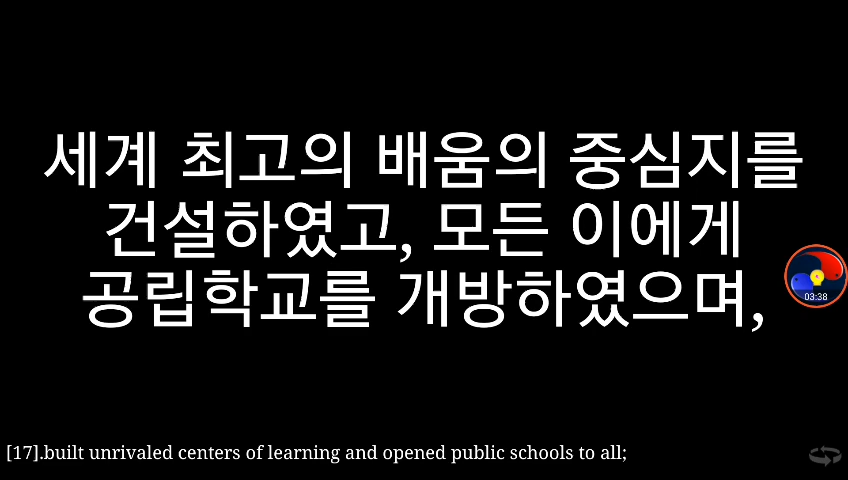 세계 최고의 배움의 중심지를
건설하였고, 모든 이에게
공립학교를 개방하였으며,
03:38
[17].built unrivaled centers of learning and opened public schools to all;